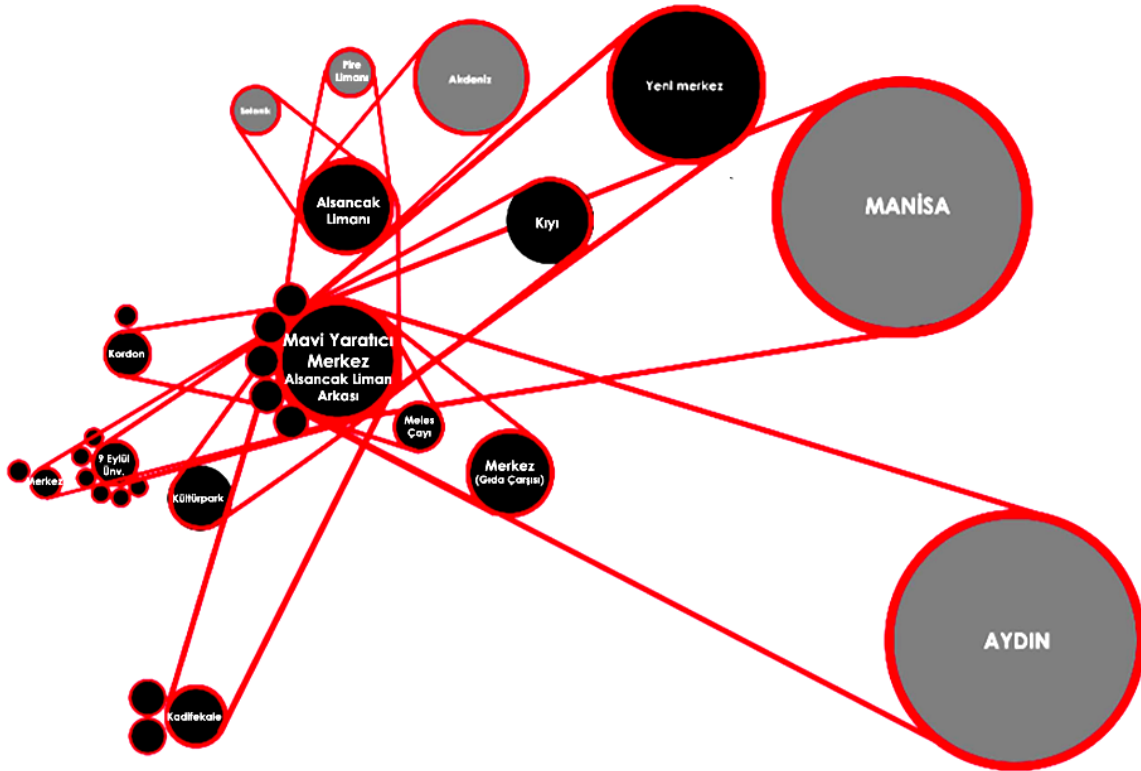 Pire
Limanı
Akdeniz
Yeni merkez
Selanik
MANİSA
Alsancak
Limanı
Kıyı
Mavi Yaratıcı
Merkez
Alsancak Liman
Arkası
Kordon
Meles
Çayı
9 Eylül
Ünv.
Merkez
Merkez
(Gıda Çarşısı)
Kültürpark
AYDIN
Kadifekale